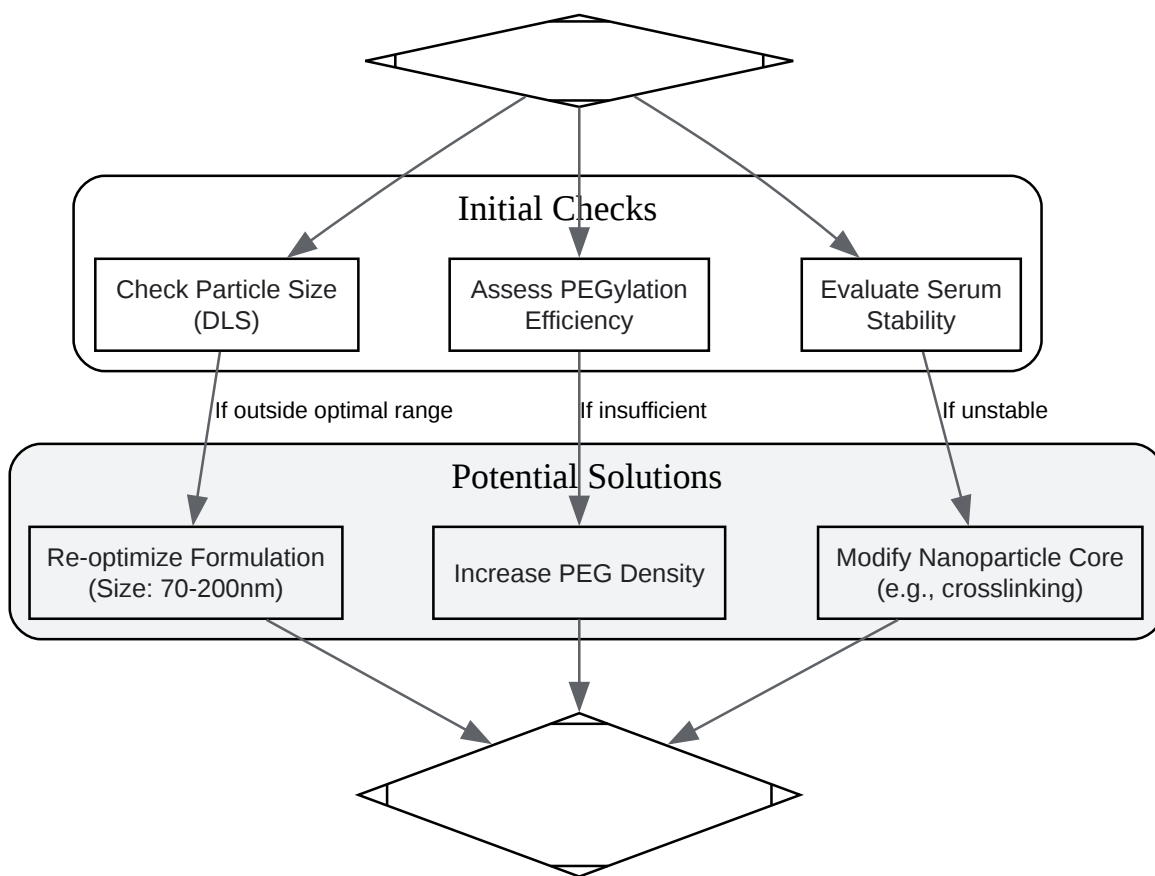 Initial Checks
Check Particle Size
(DLS)
Assess PEGylation
Efficiency
Evaluate Serum
Stability
If outside optimal range
If insufficient
If unstable
Potential Solutions
Re-optimize Formulation
(Size: 70-200nm)
Increase PEG Density
Modify Nanoparticle Core
(e.g., crosslinking)